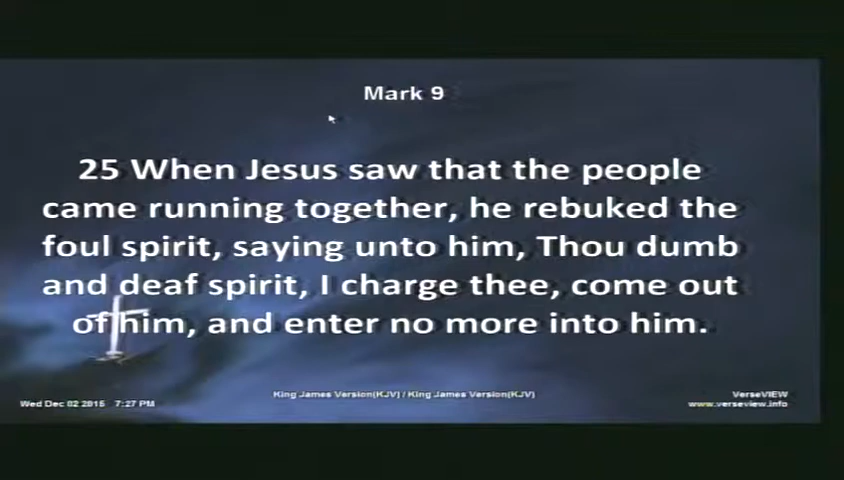 Mark 9
25 When Jesus saw that the people
came running together, he rebuked the
foul spirit, saying unto him, Thou dumb
and deaf spirit, I charge thee, come out
of him, and enter no more into him.
King James Version(KJV) / King James Version(KJV)
Wed Dec 02 2015 7:27 PM
VerseVIEW
www.verseview.info